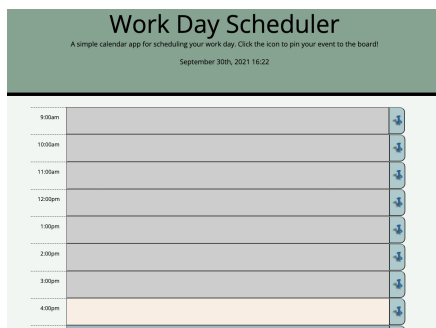 Work Day Scheduler
A simple calendar app for scheduling your work day. Click the icon to pin your event to the board!
September 30th, 2021 16:22
9:00am
10:00am
11:00am
12:00pm
1:00pm
2:00pm
3:00pm
4:00pm